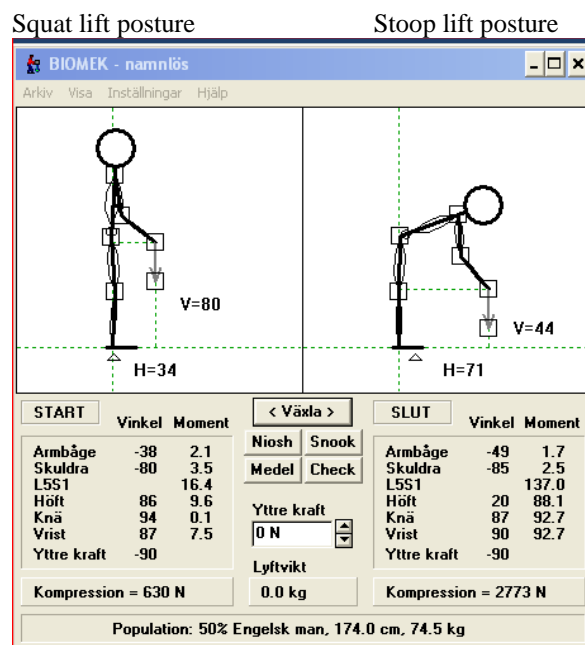 Squat lift posture Stoop lift posture
BIOMEK - namnlös
Arkiv Visa Inställningar Hjälp
V=80
H=34
V=44
H=71
START Vinkel Moment
Armbåge -38 2.1
Skuldra -80 3.5
L5S1 16.4
Höft 86 9.6
Knä 94 0.1
Vrist 87 7.5
Yttre kraft -90
Kompression = 630 N
< Växla >
Niosh Snook
Medel Check
Yttre kraft
0 N
Lyftvikt
0.0 kg
SLUT Vinkel Moment
Armbåge -49 1.7
Skuldra -85 2.5
L5S1 137.0
Höft 20 88.1
Knä 87 92.7
Vrist 90 92.7
Yttre kraft -90
Kompression = 2773 N
Population: 50% Engelsk man, 174.0 cm, 74.5 kg